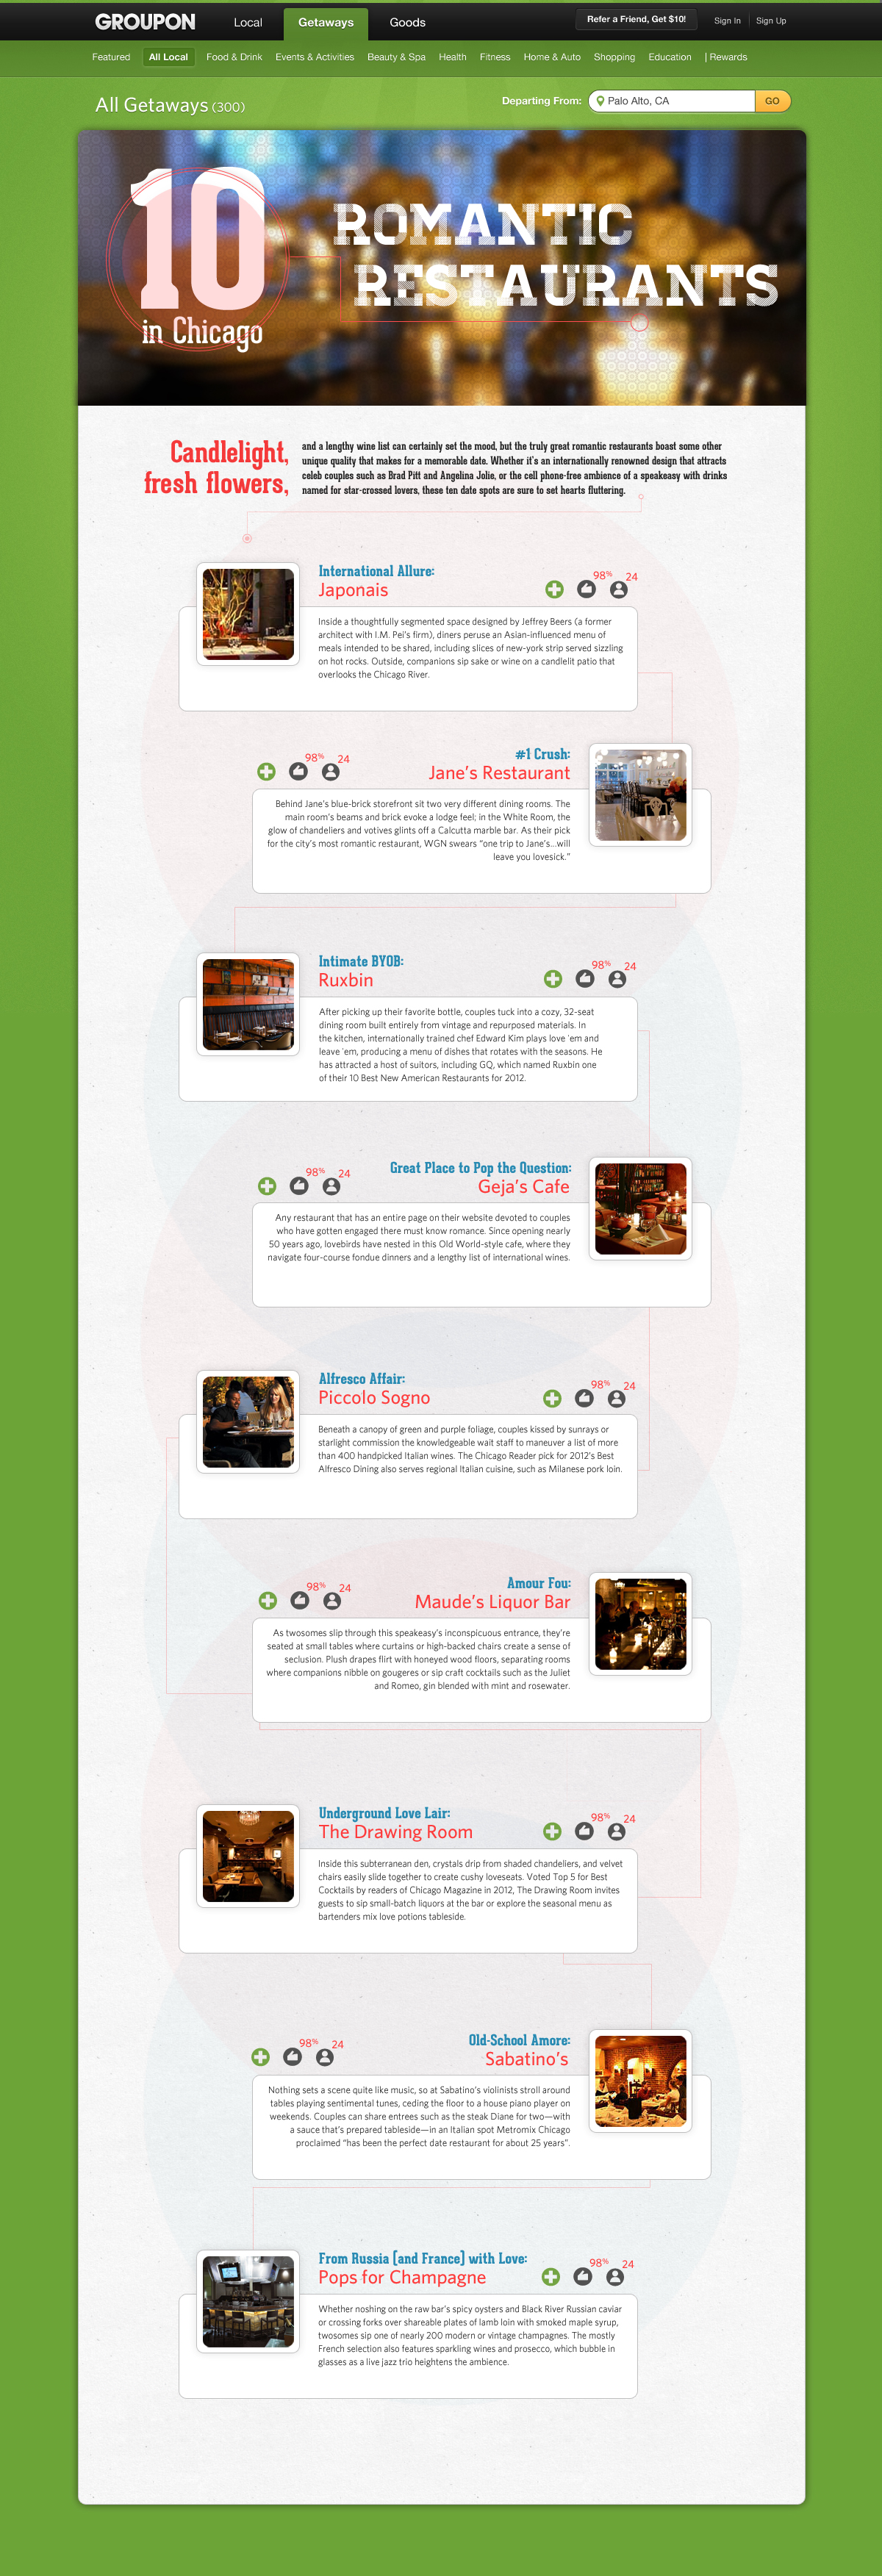 GROUPON
Local
Getaways
Goods
Refer a Friend, Get $10!
Sign In
Sign Up
Featured
All Local
Food & Drink
Events & Activities
Beauty & Spa
Health
Fitness
Home & Auto
Shopping
Education
| Rewards
All Getaways (300)
Departing From:
Palo Alto, CA
GO
10
in Chicago
ROMANTIC
RESTAURANTS
Candlelight,
fresh flowers,
and a lengthy wine list can certainly set the mood, but the truly great romantic restaurants boast some other
unique quality that makes for a memorable date. Whether it's an internationally renowned design that attracts
celeb couples such as Brad Pitt and Angelina Jolie, or the cell phone-free ambience of a speakeasy with drinks
named for star-crossed lovers, these ten date spots are sure to set hearts fluttering.
International Allure:
Japonais
98%
24
Inside a thoughtfully segmented space designed by Jeffrey Beers (a former
architect with I.M. Pei's firm), diners peruse an Asian-influenced menu of
meals intended to be shared, including slices of new-york strip served sizzling
on hot rocks. Outside, companions sip sake or wine on a candlelit patio that
overlooks the Chicago River.
98%
24
#1 Crush:
Jane's Restaurant
Behind Jane's blue-brick storefront sit two very different dining rooms. The
main room's beams and brick evoke a lodge feel; in the White Room, the
glow of chandeliers and votives glints off a Calcutta marble bar. As their pick
for the city's most romantic restaurant, WGN swears "one trip to Jane's...will
leave you lovesick."
Intimate BYOB:
Ruxbin
98%
24
After picking up their favorite bottle, couples tuck into a cozy, 32-seat
dining room built entirely from vintage and repurposed materials. In
the kitchen, internationally trained chef Edward Kim plays love 'em and
leave 'em, producing a menu of dishes that rotates with the seasons. He
has attracted a host of suitors, including GQ, which named Ruxbin one
of their 10 Best New American Restaurants for 2012.
98%
24
Great Place to Pop the Question:
Geja's Cafe
Any restaurant that has an entire page on their website devoted to couples
who have gotten engaged there must know romance. Since opening nearly
50 years ago, lovebirds have nested in this Old World-style cafe, where they
navigate four-course fondue dinners and a lengthy list of international wines.
Alfresco Affair:
Piccolo Sogno
98%
24
Beneath a canopy of green and purple foliage, couples kissed by sunrays or
starlight commission the knowledgeable wait staff to maneuver a list of more
than 400 handpicked Italian wines. The Chicago Reader pick for 2012's Best
Alfresco Dining also serves regional Italian cuisine, such as Milanese pork loin.
98%
24
Amour Fou:
Maude's Liquor Bar
As twosomes slip through this speakeasy's inconspicuous entrance, they're
seated at small tables where curtains or high-backed chairs create a sense of
seclusion. Plush drapes flirt with honeyed wood floors, separating rooms
where companions nibble on gougeres or sip craft cocktails such as the Juliet
and Romeo, gin blended with mint and rosewater.
Underground Love Lair:
The Drawing Room
98%
24
Inside this subterranean den, crystals drip from shaded chandeliers, and velvet
chairs easily slide together to create cushy loveseats. Voted Top 5 for Best
Cocktails by readers of Chicago Magazine in 2012, The Drawing Room invites
guests to sip small-batch liquors at the bar or explore the seasonal menu as
bartenders mix love potions tableside.
98%
24
Old-School Amore:
Sabatino's
Nothing sets a scene quite like music, so at Sabatino's violinists stroll around
tables playing sentimental tunes, ceding the floor to a house piano player on
weekends. Couples can share entrees such as the steak Diane for two—with
a sauce that's prepared tableside—in an Italian spot Metromix Chicago
proclaimed "has been the perfect date restaurant for about 25 years".
From Russia (and France) with Love:
Pops for Champagne
98%
24
Whether noshing on the raw bar's spicy oysters and Black River Russian caviar
or crossing forks over shareable plates of lamb loin with smoked maple syrup,
twosomes sip one of nearly 200 modern or vintage champagnes. The mostly
French selection also features sparkling wines and prosecco, which bubble in
glasses as a live jazz trio heightens the ambience.